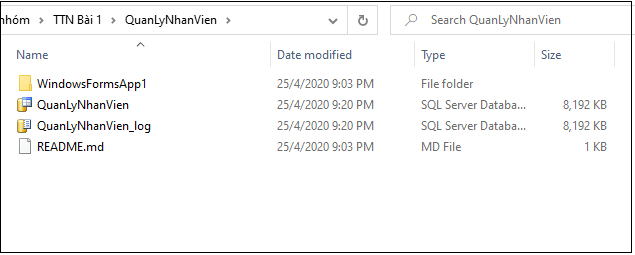 nhóm > TTN Bài 1 > QuanLyNhanVien > Search QuanLyNhanVien
Name Date modified Type Size
WindowsFormsApp1 25/4/2020 9:03 PM File folder
QuanLyNhanVien 25/4/2020 9:20 PM SQL Server Databa... 8,192 KB
QuanLyNhanVien_log 25/4/2020 9:20 PM SQL Server Databa... 8,192 KB
README.md 25/4/2020 9:03 PM MD File 1 KB